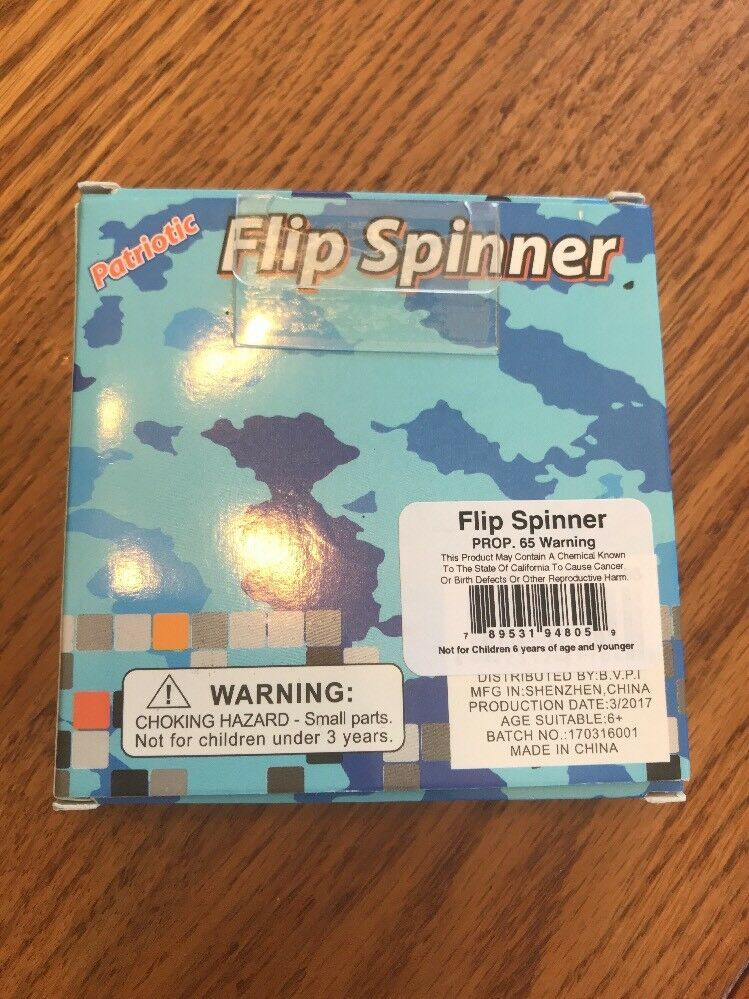 Patriotic
Flip Spinner
Flip Spinner
PROP. 65 Warning
This Product May Contain A Chemical Known
To The State Of California To Cause Cancer
Or Birth Defects Or Other Reproductive Harm.
7 89531 94805 9
Not for Children 6 years of age and younger
WARNING:
CHOKING HAZARD - Small parts.
Not for children under 3 years.
DISTRIBUTED BY:B.V.P.I
MFG IN:SHENZHEN,CHINA
PRODUCTION DATE:3/2017
AGE SUITABLE:6+
BATCH NO.:170316001
MADE IN CHINA